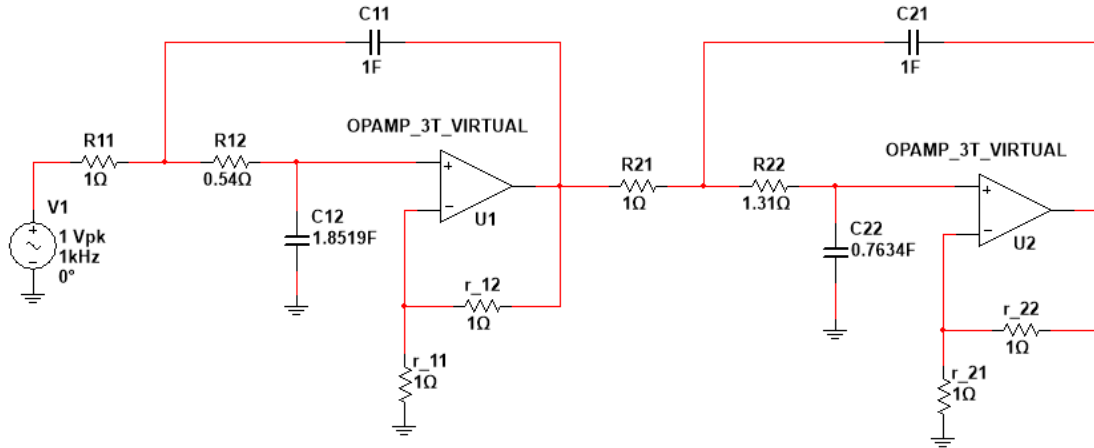 C11
1F
C21
1F
OPAMP_3T_VIRTUAL
R11
1Ω
R12
0.54Ω
+
−
U1
R21
1Ω
R22
1.31Ω
OPAMP_3T_VIRTUAL
+
−
U2
V1
+
−
1 Vpk
1kHz
0°
C12
1.8519F
C22
0.7634F
r_12
1Ω
r_11
1Ω
r_22
1Ω
r_21
1Ω